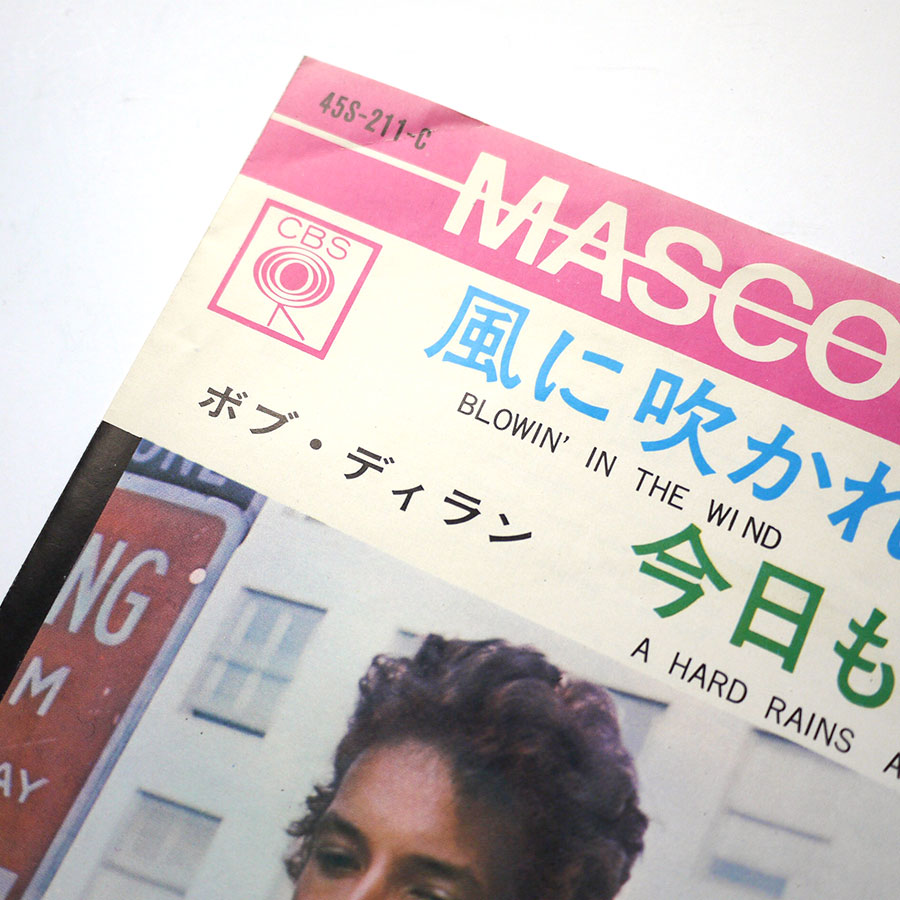 45S-211-C
MASCO
CBS
風に吹かれ
BLOWIN' IN THE WIND
ボブ・ディラン
今日も
A HARD RAINS A
NG
M
AY